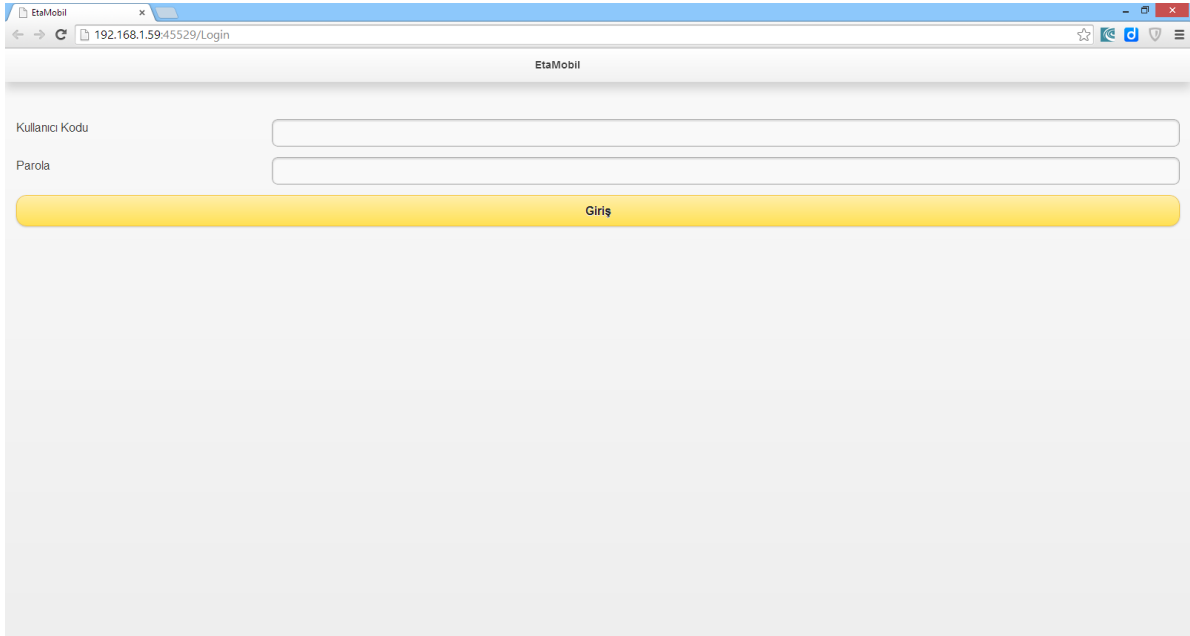 EtaMobil
192.168.1.59:45529/Login
EtaMobil
Kullanıcı Kodu
Parola
Giriş